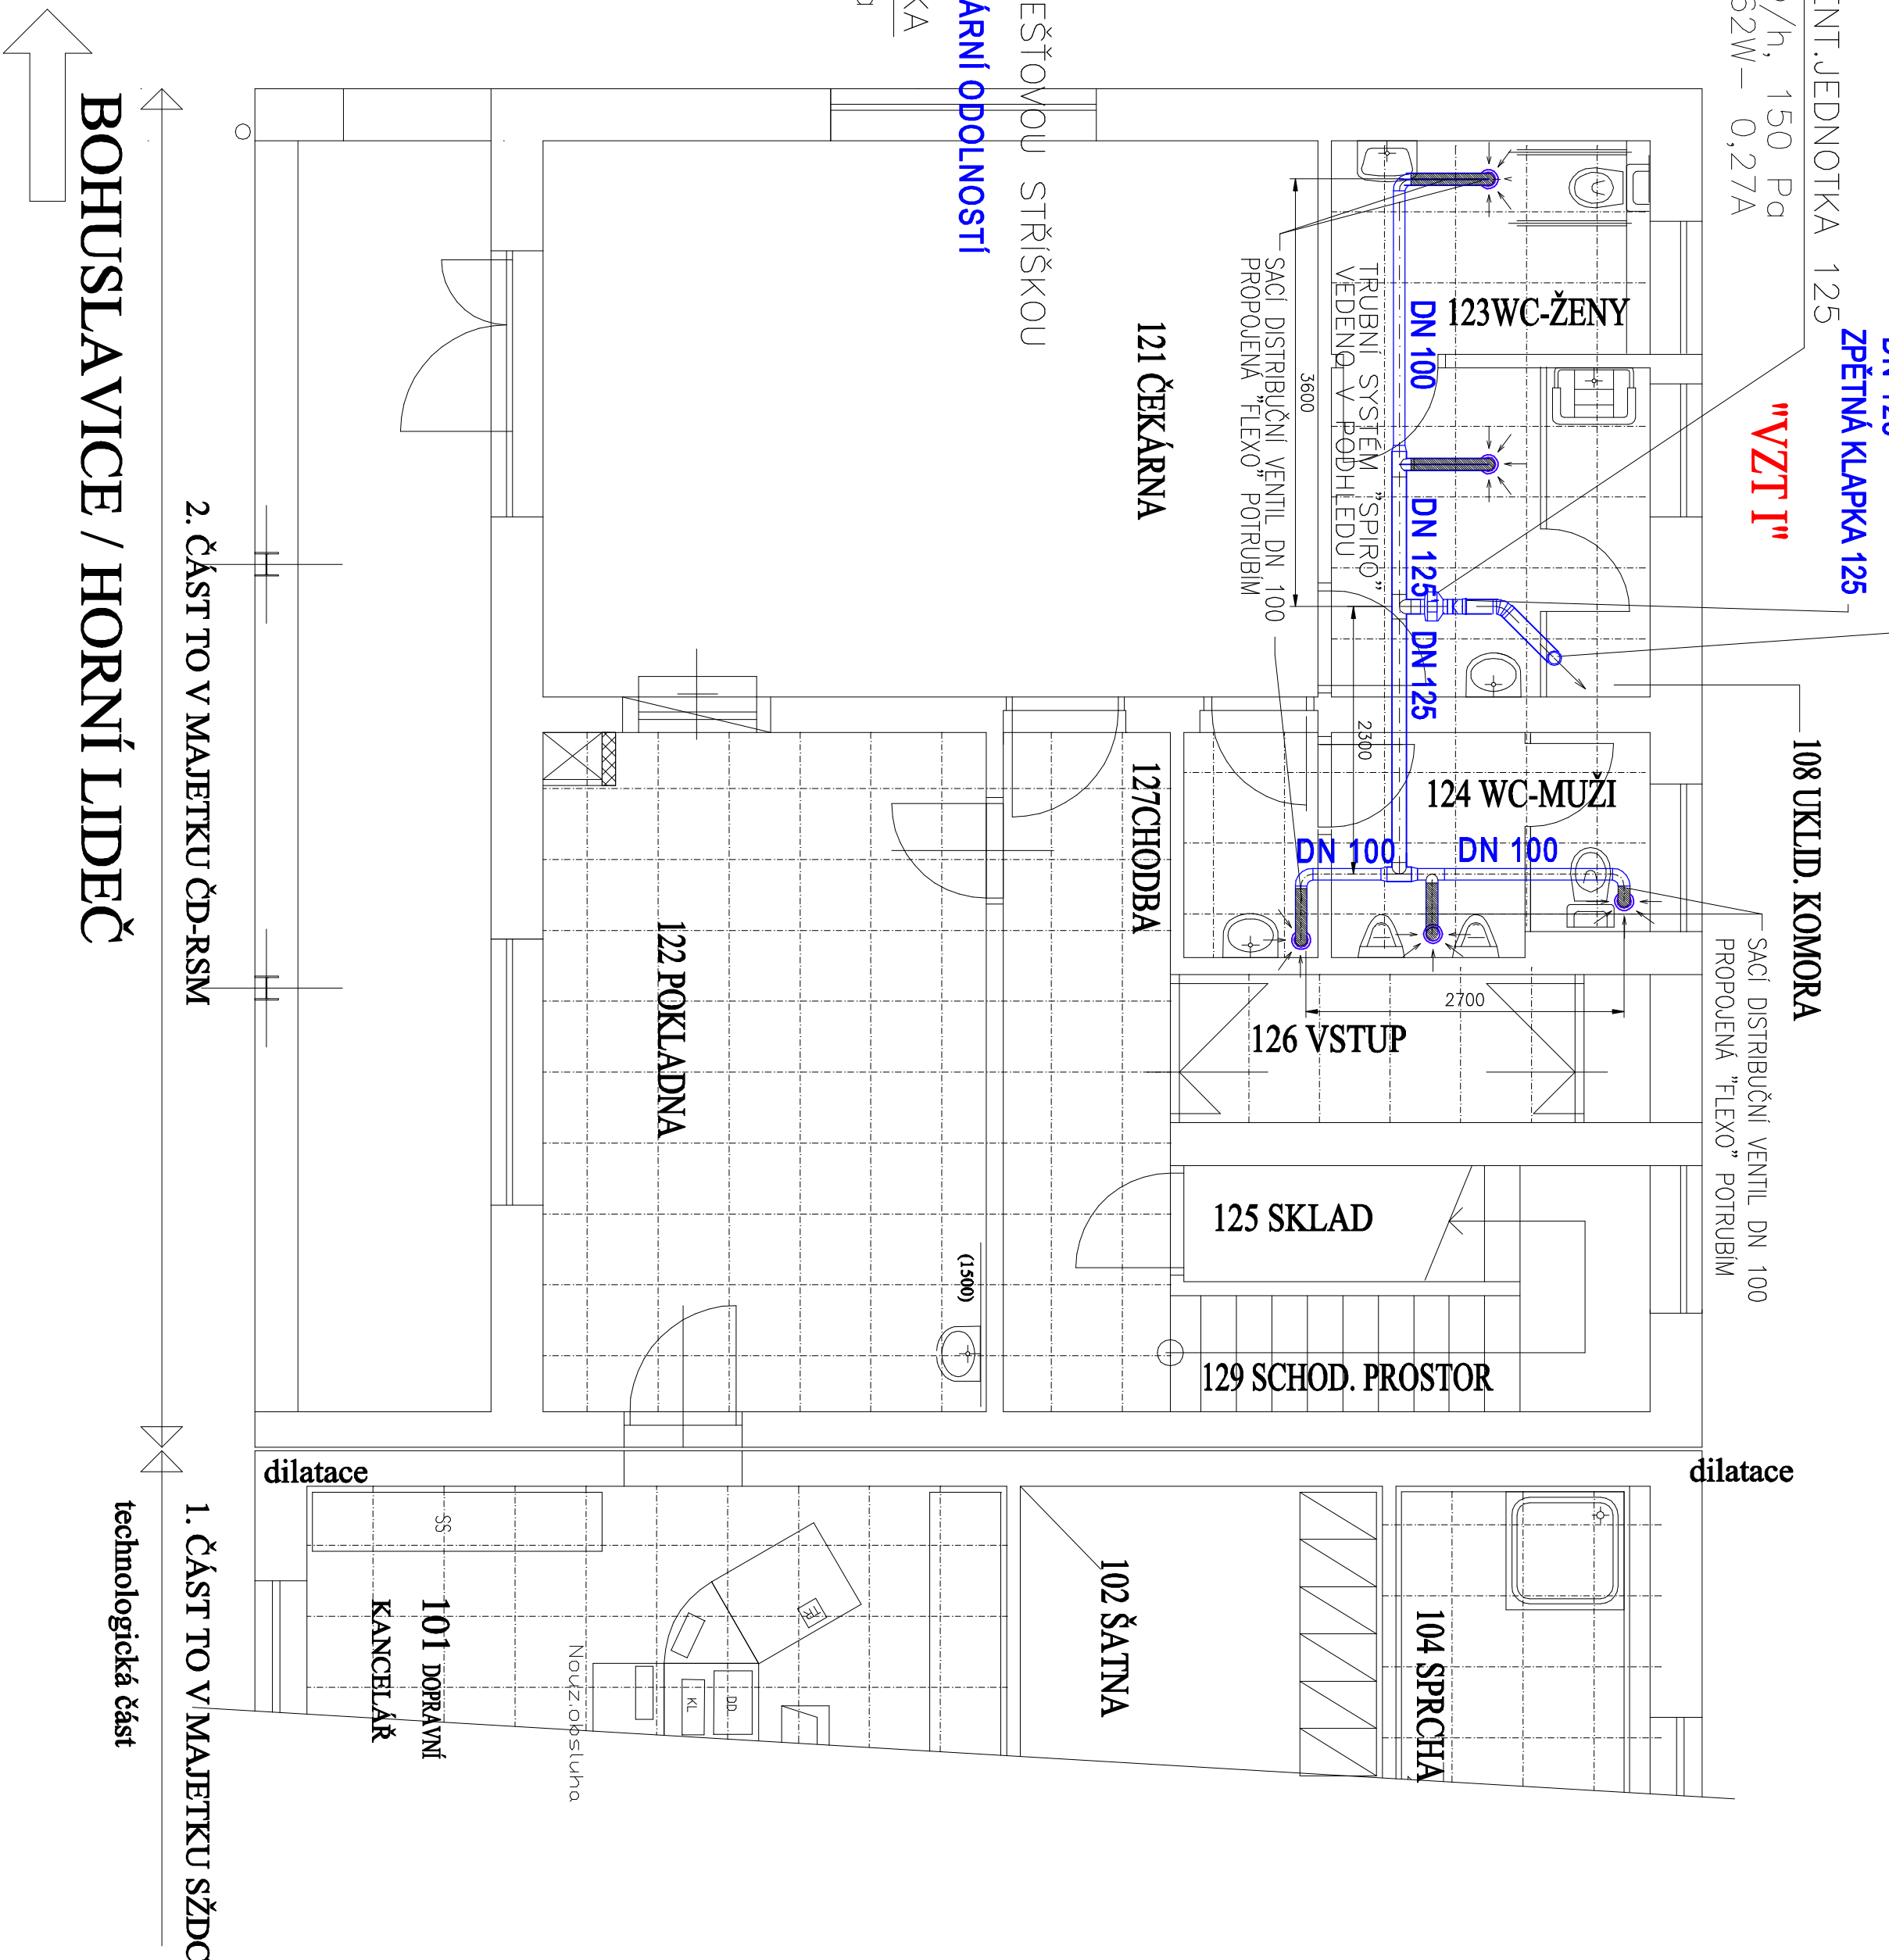 ENT.JEDNOTKA 125
/h, 150 Pa
62W- 0,27A
ZPĚTNÁ KLAPKA 125
"VZT I"
EŠŤOVOU STŘÍŠKOU
ÁRNÍ ODOLNOSTÍ
KA
123WC-ŽENY
DN 100
DN 125
DN 125
TRUBNÍ SYSTÉM "SPIRO"
VEDENO V PODHLEDU
3600
SACÍ DISTRIBUČNÍ VENTIL DN 100
PROPOJENÁ "FLEXO" POTRUBÍM
121 ČEKÁRNA
2300
108 UKLID. KOMORA
124 WC-MUŽI
DN 100
DN 100
127CHODBA
122 POKLADNA
SACÍ DISTRIBUČNÍ VENTIL DN 100
PROPOJENÁ "FLEXO" POTRUBÍM
2700
126 VSTUP
125 SKLAD
(1500)
129 SCHOD. PROSTOR
dilatace
dilatace
SS
101 DOPRAVNÍ
KANCELÁŘ
Nouz.obsluha
KL
DD
102 ŠATNA
104 SPRCHA
2. ČÁST TO V MAJETKU ČD-RSM
1. ČÁST TO V MAJETKU SŽDC
technologická část
BOHUSLAVICE / HORNÍ LIDEČ